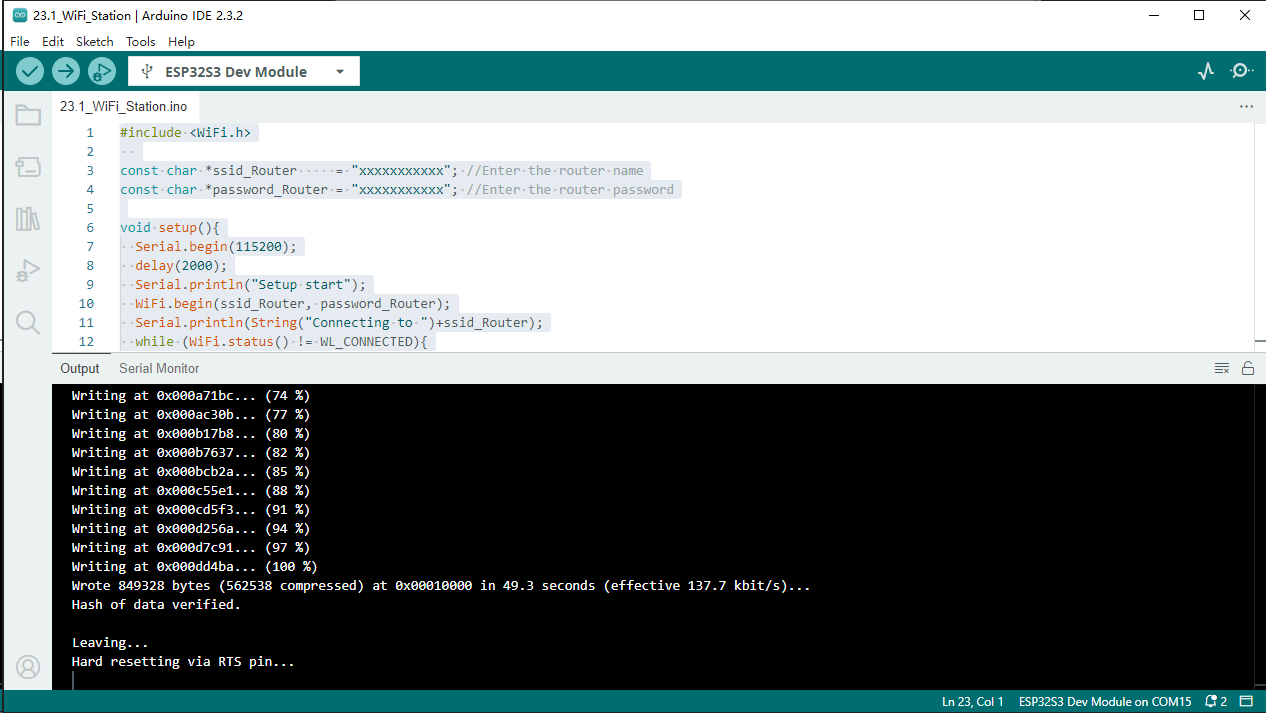 23.1_WiFi_Station | Arduino IDE 2.3.2
File Edit Sketch Tools Help
ESP32S3 Dev Module
23.1_WiFi_Station.ino
1 #include <WiFi.h>
2
3 const char *ssid_Router     = "xxxxxxxxxxx"; //Enter the router name
4 const char *password_Router = "xxxxxxxxxxx"; //Enter the router password
5
6 void setup(){
7   Serial.begin(115200);
8   delay(2000);
9   Serial.println("Setup start");
10   WiFi.begin(ssid_Router, password_Router);
11   Serial.println(String("Connecting to ")+ssid_Router);
12   while (WiFi.status() != WL_CONNECTED){
Output Serial Monitor
Writing at 0x000a71bc... (74 %)
Writing at 0x000ac30b... (77 %)
Writing at 0x000b17b8... (80 %)
Writing at 0x000b7637... (82 %)
Writing at 0x000bcb2a... (85 %)
Writing at 0x000c55e1... (88 %)
Writing at 0x000cd5f3... (91 %)
Writing at 0x000d256a... (94 %)
Writing at 0x000d7c91... (97 %)
Writing at 0x000dd4ba... (100 %)
Wrote 849328 bytes (562538 compressed) at 0x00010000 in 49.3 seconds (effective 137.7 kbit/s)...
Hash of data verified.
Leaving...
Hard resetting via RTS pin...
Ln 23, Col 1 ESP32S3 Dev Module on COM15 2